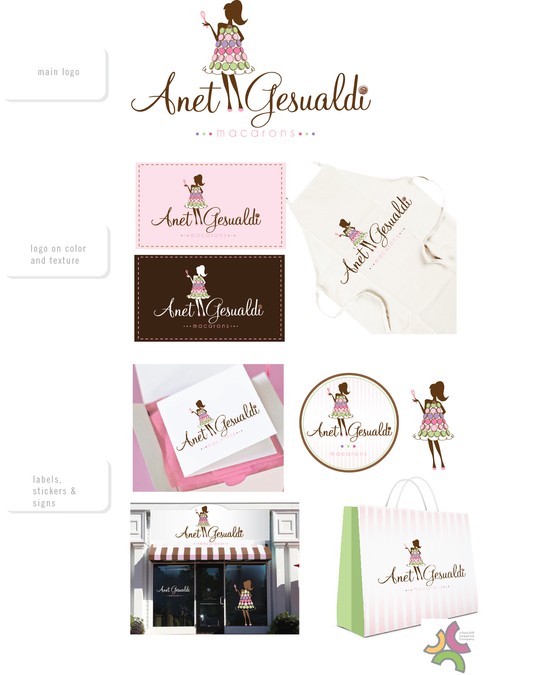 main logo
Anet Gesualdi
macarons
logo on color
and texture
Anet Gesualdi
macarons
Anet Gesualdi
macarons
Anet Gesualdi
macarons
labels,
stickers &
signs
Anet Gesualdi
macarons
Anet Gesualdi
macarons
Anet Gesualdi
Anet Gesualdi
Anet Gesualdi
macarons